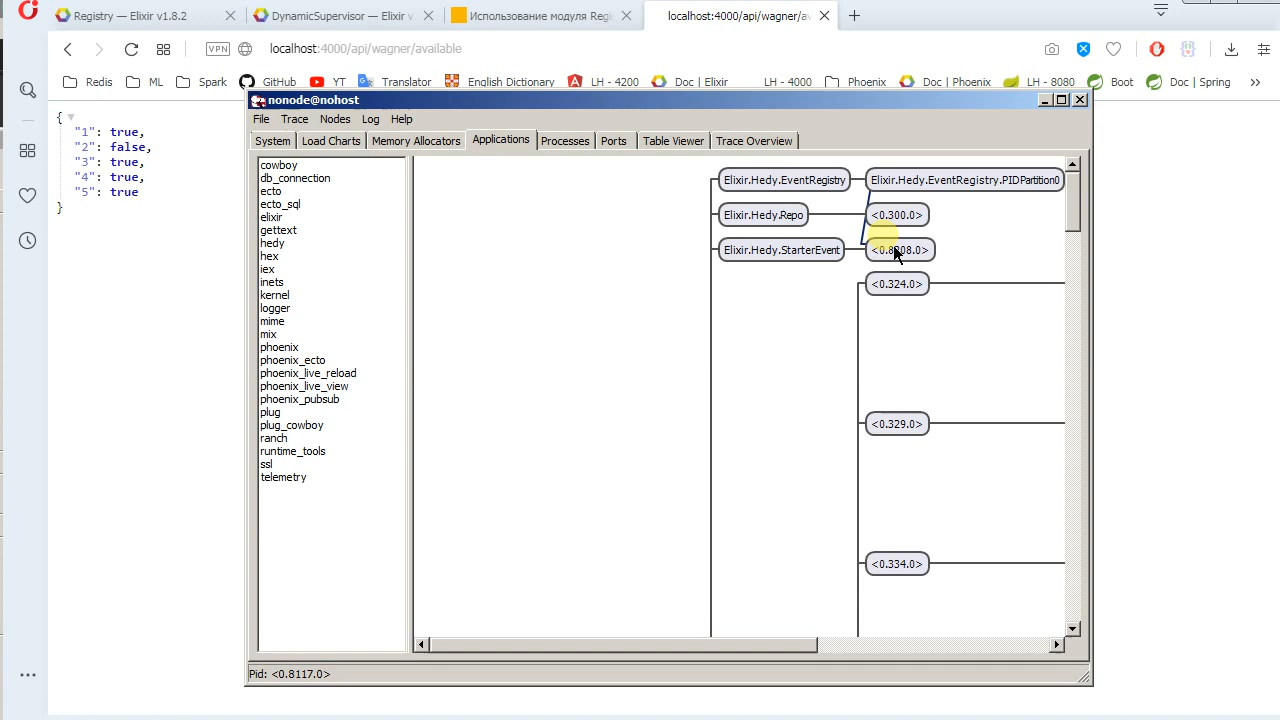 Registry — Elixir v1.8.2
DynamicSupervisor — Elixir v
Использование модуля Regi
localhost:4000/api/wagner/av
VPN
localhost:4000/api/wagner/available
Redis
ML
Spark
GitHub
YT
Translator
English Dictionary
LH - 4200
Doc | Elixir
LH - 4000
Phoenix
Doc | Phoenix
LH - 8080
Boot
Doc | Spring
{
"1": true,
"2": false,
"3": true,
"4": true,
"5": true
}
nonode@nohost
File
Trace
Nodes
Log
Help
System
Load Charts
Memory Allocators
Applications
Processes
Ports
Table Viewer
Trace Overview
cowboy
db_connection
ecto
ecto_sql
elixir
gettext
hedy
hex
iex
inets
kernel
logger
mime
mix
phoenix
phoenix_ecto
phoenix_live_reload
phoenix_live_view
phoenix_pubsub
plug
plug_cowboy
ranch
runtime_tools
ssl
telemetry
Elixir.Hedy.EventRegistry
Elixir.Hedy.EventRegistry.PIDPartition0
Elixir.Hedy.Repo
<0.300.0>
Elixir.Hedy.StarterEvent
<0.324.0>
<0.329.0>
<0.334.0>
Pid: <0.8117.0>